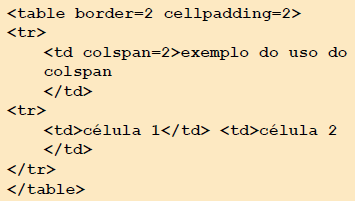 <table border=2 cellpadding=2>
<tr>
<td colspan=2>exemplo do uso do
colspan
</td>
<tr>
<td>célula 1</td> <td>célula 2
</td>
</tr>
</table>